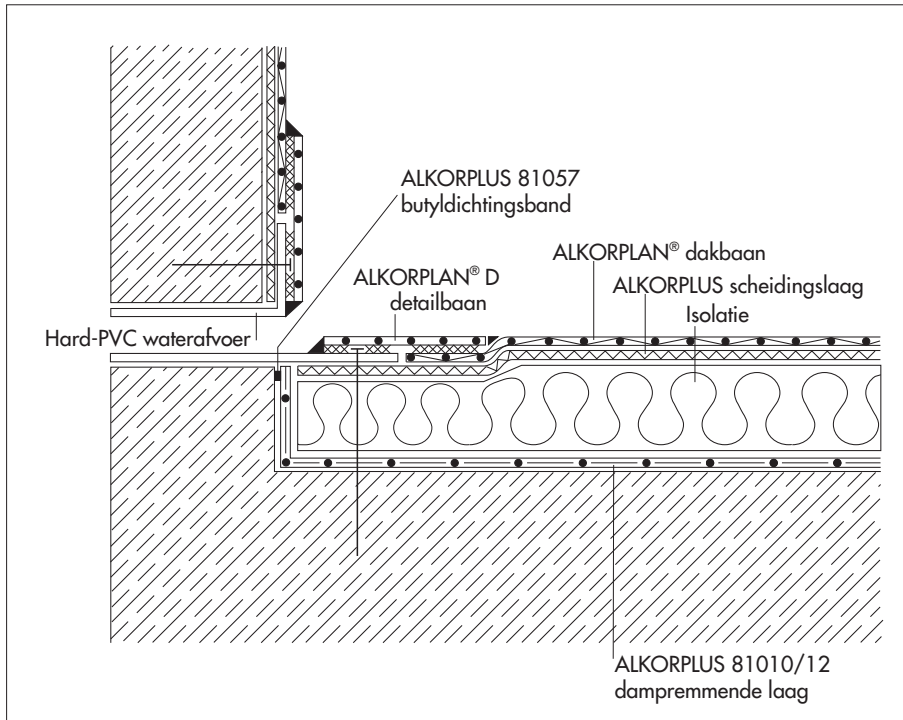 ALKORPLUS 81057
butyldichtingsband
ALKORPLAN® D
detailbaan
ALKORPLAN® dakbaan
ALKORPLUS scheidingslaag
Isolatie
Hard-PVC waterafvoer
ALKORPLUS 81010/12
dampremmende laag